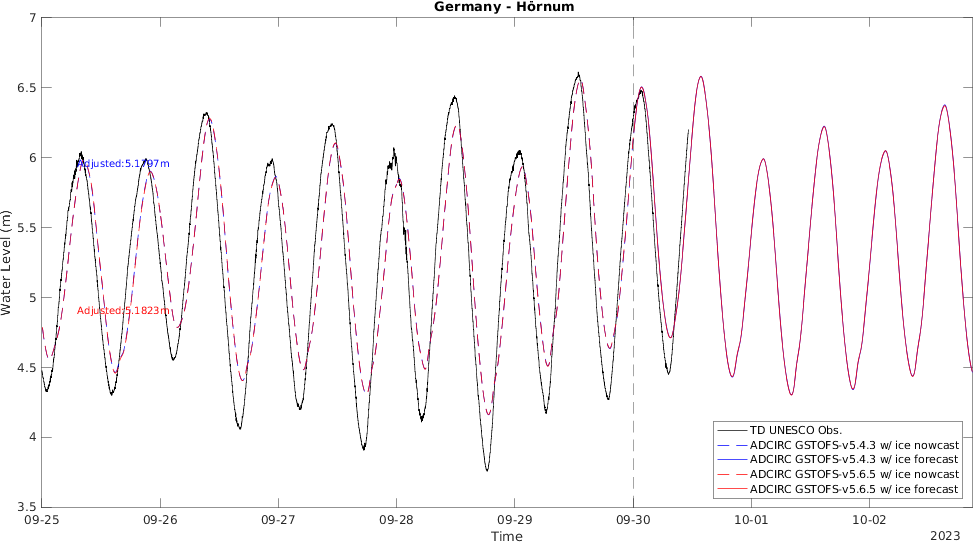 Germany - Hörnum
7
6.5
6
5.5
5
4.5
4
3.5
Water Level (m)
Adjusted:5.1797m
Adjusted:5.1823m
TD UNESCO Obs.
ADCIRC GSTOFS-v5.4.3 w/ ice nowcast
ADCIRC GSTOFS-v5.4.3 w/ ice forecast
ADCIRC GSTOFS-v5.6.5 w/ ice nowcast
ADCIRC GSTOFS-v5.6.5 w/ ice forecast
09-25 09-26 09-27 09-28 09-29 09-30 10-01 10-02
Time
2023